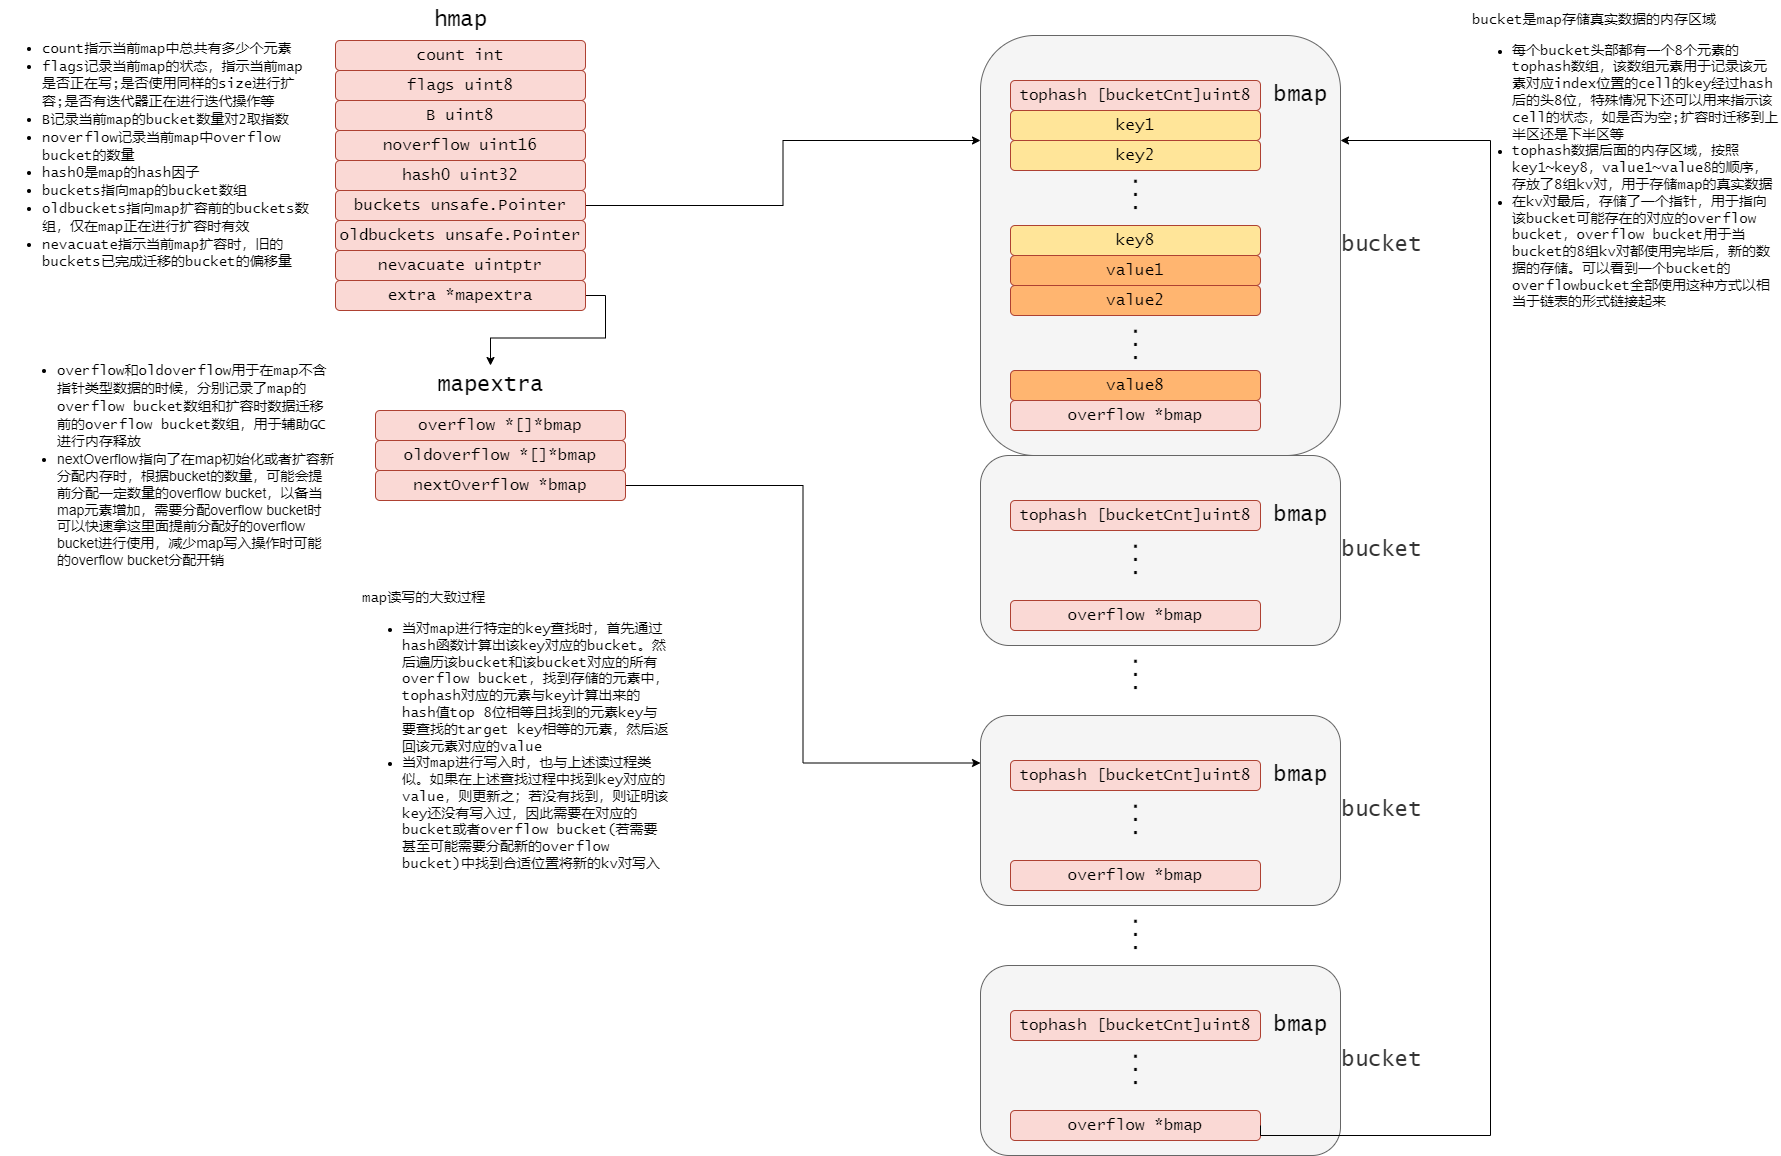 hmap
count指示当前map中总共有多少个元素
flags记录当前map的状态，指示当前map
是否正在写;是否使用同样的size进行扩
容;是否有迭代器正在进行迭代操作等
B记录当前map的bucket数量对2取指数
noverflow记录当前map中overflow
bucket的数量
hash0是map的hash因子
buckets指向map的bucket数组
oldbuckets指向map扩容前的buckets数
组，仅在map正在进行扩容时有效
nevacuate指示当前map扩容时，旧的
buckets已完成迁移的bucket的偏移量
count int
flags uint8
B uint8
noverflow uint16
hash0 uint32
buckets unsafe.Pointer
oldbuckets unsafe.Pointer
nevacuate uintptr
extra *mapextra
overflow和oldoverflow用于在map不含
指针类型数据的时候，分别记录了map的
overflow bucket数组和扩容时数据迁移
前的overflow bucket数组，用于辅助GC
进行内存释放
nextOverflow指向了在map初始化或者扩容新
分配内存时，根据bucket的数量，可能会提
前分配一定数量的overflow bucket，以备当
map元素增加，需要分配overflow bucket时
可以快速拿这里面提前分配好的overflow
bucket进行使用，减少map写入操作时可能
的overflow bucket分配开销
mapextra
overflow *[]*bmap
oldoverflow *[]*bmap
nextOverflow *bmap
map读写的大致过程
当对map进行特定的key查找时，首先通过
hash函数计算出该key对应的bucket。然
后遍历该bucket和该bucket对应的所有
overflow bucket，找到存储的元素中，
tophash对应的元素与key计算出来的
hash值top 8位相等且找到的元素key与
要查找的target key相等的元素，然后返
回该元素对应的value
当对map进行写入时，也与上述读过程类
似。如果在上述查找过程中找到key对应的
value，则更新之；若没有找到，则证明该
key还没有写入过，因此需要在对应的
bucket或者overflow bucket(若需要
甚至可能需要分配新的overflow
bucket)中找到合适位置将新的kv对写入
tophash [bucketCnt]uint8
bmap
key1
key2
key8
value1
value2
value8
overflow *bmap
bucket
tophash [bucketCnt]uint8
bmap
overflow *bmap
bucket
tophash [bucketCnt]uint8
bmap
overflow *bmap
bucket
tophash [bucketCnt]uint8
bmap
overflow *bmap
bucket
bucket是map存储真实数据的内存区域
每个bucket头部都有一个8个元素的
tophash数组，该数组元素用于记录该元
素对应index位置的cell的key经过hash
后的头8位，特殊情况下还可以用来指示该
cell的状态，如是否为空;扩容时迁移到上
半区还是下半区等
tophash数据后面的内存区域，按照
key1~key8，value1~value8的顺序，
存放了8组kv对，用于存储map的真实数据
在kv对最后，存储了一个指针，用于指向
该bucket可能存在的对应的overflow
bucket，overflow bucket用于当
bucket的8组kv对都使用完毕后，新的数
据的存储。可以看到一个bucket的
overflowbucket全部使用这种方式以相
当于链表的形式链接起来